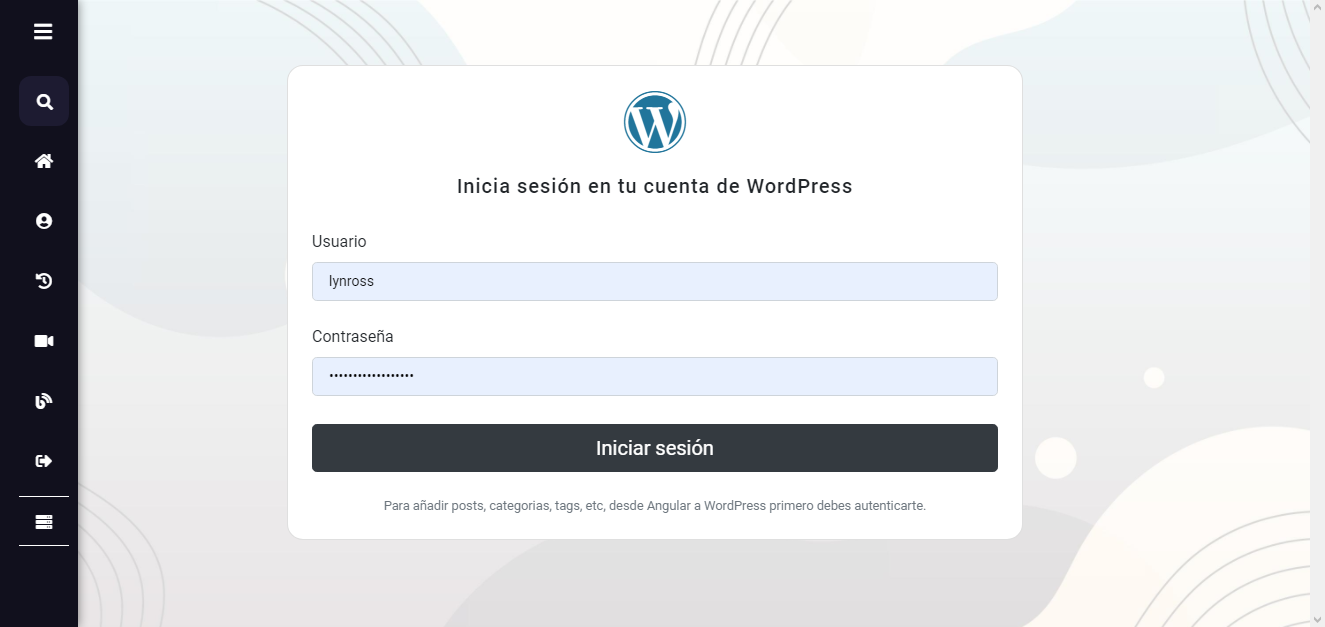 Inicia sesión en tu cuenta de WordPress
Usuario
lynross
Contraseña
••••••••••••••••••
Iniciar sesión
Para añadir posts, categorias, tags, etc, desde Angular a WordPress primero debes autenticarte.